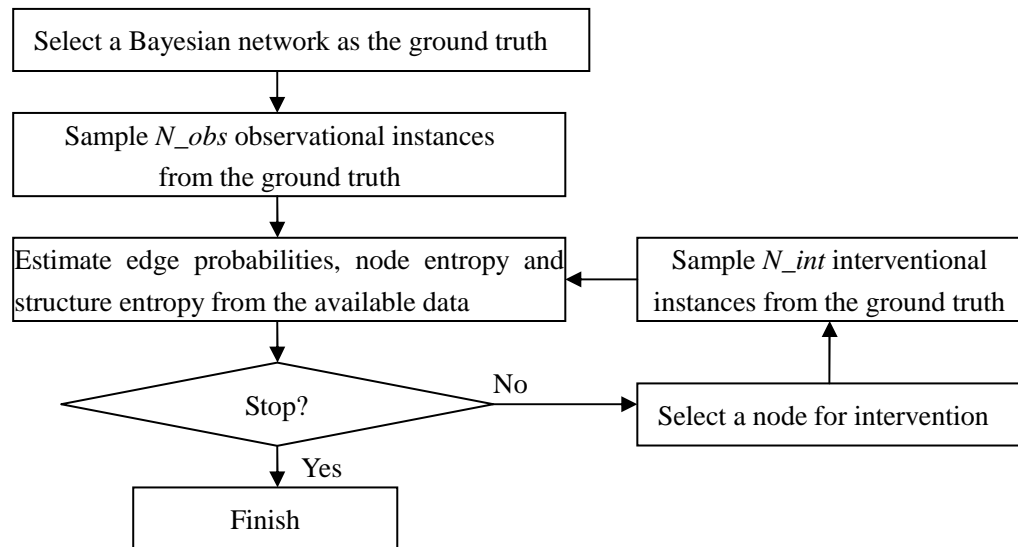 Select a Bayesian network as the ground truth
Sample N_obs observational instances
from the ground truth
Estimate edge probabilities, node entropy and
structure entropy from the available data
Sample N_int interventional
instances from the ground truth
Stop?
No
Select a node for intervention
Yes
Finish